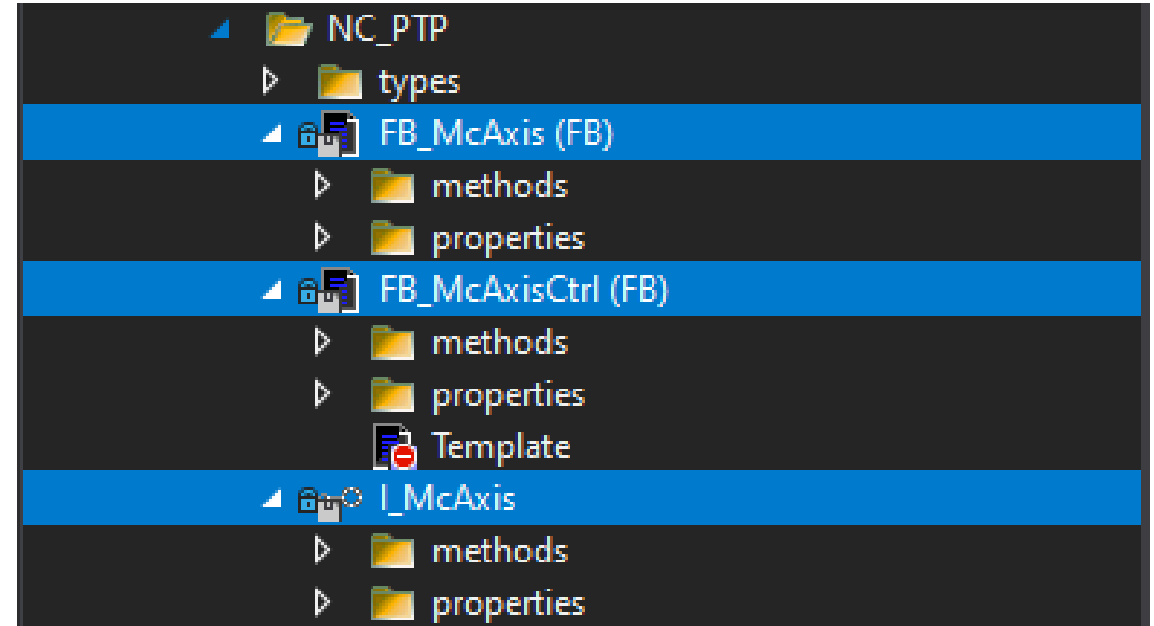 NC_PTP
types
FB_McAxis (FB)
methods
properties
FB_McAxisCtrl (FB)
methods
properties
Template
I_McAxis
methods
properties